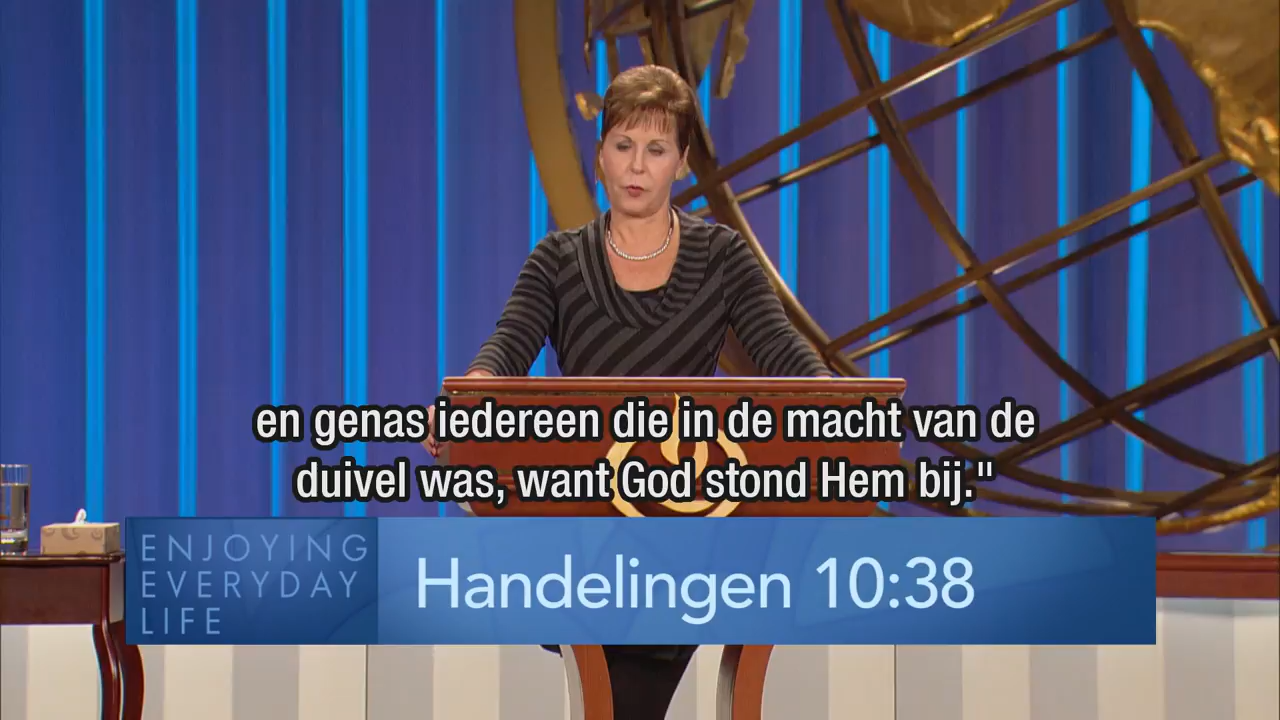 en genas iedereen die in de macht van de
duivel was, want God stond Hem bij."
ENJOYING
EVERYDAY
LIFE
Handelingen 10:38